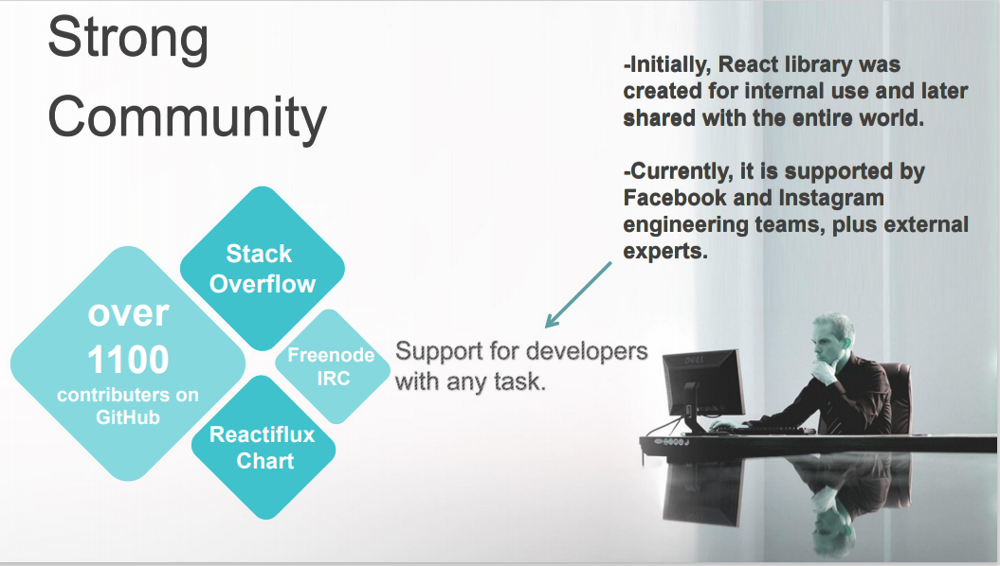 Strong
Community
-Initially, React library was
created for internal use and later
shared with the entire world.
-Currently, it is supported by
Facebook and Instagram
engineering teams, plus external
experts.
Stack
Overflow
over
1100
contributers on
GitHub
Freenode
IRC
Reactiflux
Chart
Support for developers
with any task.
DELL